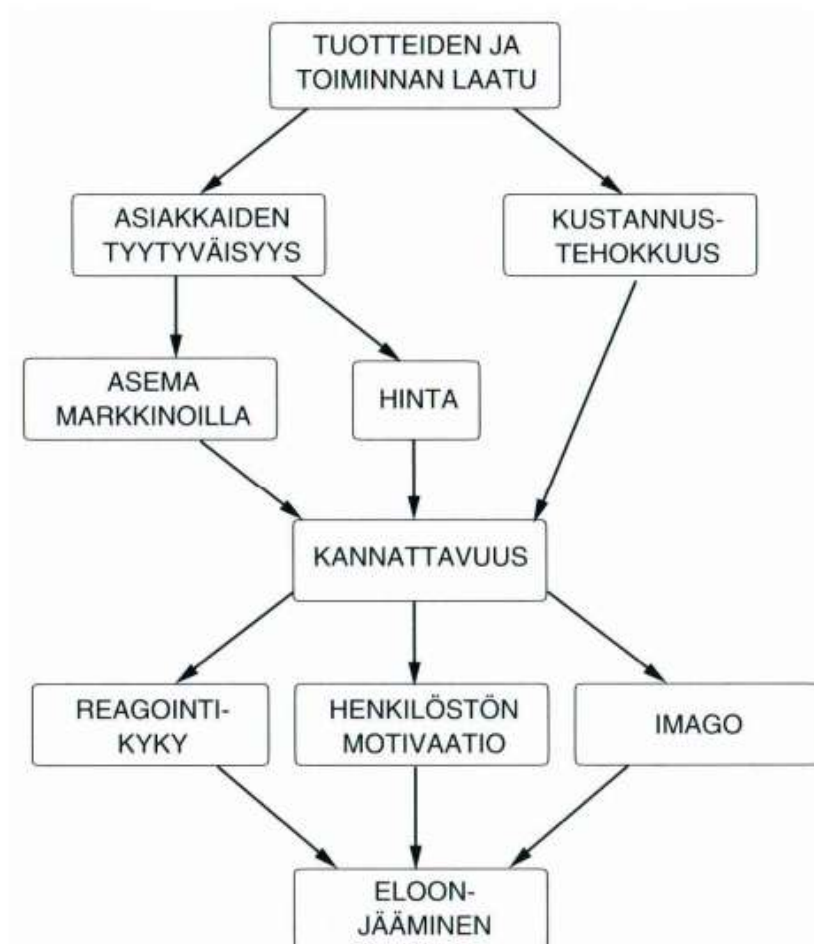 TUOTTEIDEN JA
TOIMINNAN LAATU
ASIAKKAIDEN
TYYTYVÄISYYS
KUSTANNUS-
TEHOKKUUS
ASEMA
MARKKINOILLA
HINTA
KANNATTAVUUS
REAGOINTI-
KYKY
HENKILÖSTÖN
MOTIVAATIO
IMAGO
ELOON-
JÄÄMINEN